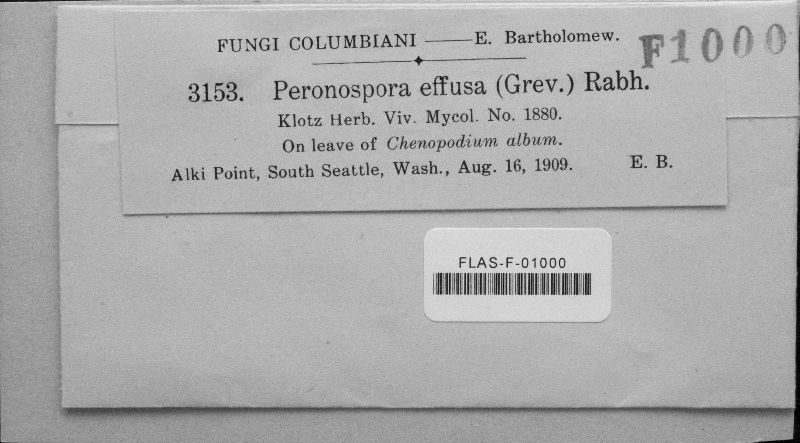 FUNGI COLUMBIANI — E. Bartholomew.
F1000
3153. Peronospora effusa (Grev.) Rabh.
Klotz Herb. Viv. Mycol. No. 1880.
On leave of Chenopodium album.
Alki Point, South Seattle, Wash., Aug. 16, 1909. E. B.
FLAS-F-01000